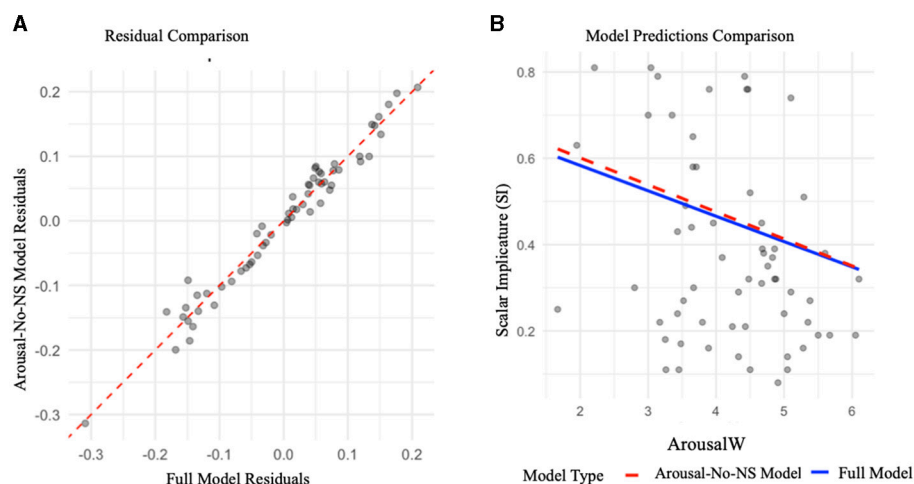 A
Residual Comparison
Arousal-No-NS Model Residuals
0.2
0.1
0.0
-0.1
-0.2
-0.3
-0.3 -0.2 -0.1 0.0 0.1 0.2
Full Model Residuals
B
Model Predictions Comparison
Scalar Implicature (SI)
0.8
0.6
0.4
0.2
2 3 4 5 6
ArousalW
Model Type Arousal-No-NS Model Full Model